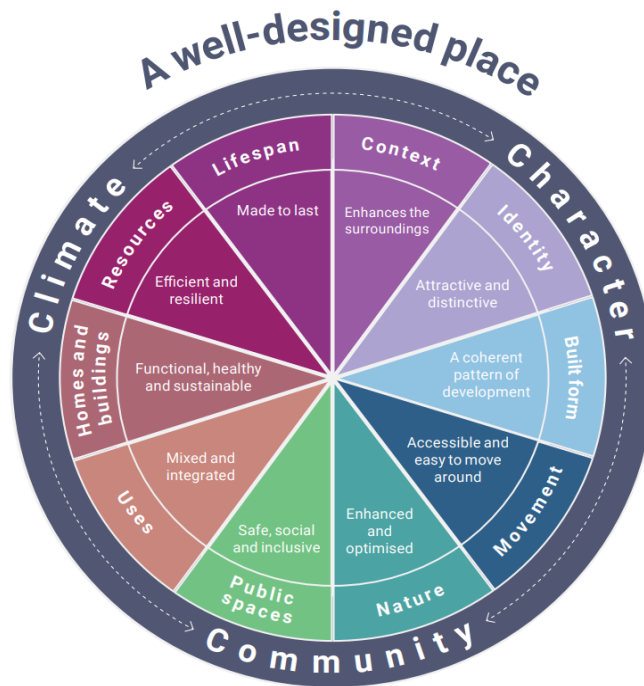 A well-designed place
Climate
Character
Community
Context
Enhances the
surroundings
Identity
Attractive and
distinctive
Built form
A coherent
pattern of
development
Movement
Accessible and
easy to move
around
Nature
Enhanced
and
optimised
Public
spaces
Safe, social
and inclusive
Uses
Mixed and
integrated
Homes and
buildings
Functional, healthy
and sustainable
Resources
Efficient and
resilient
Lifespan
Made to last